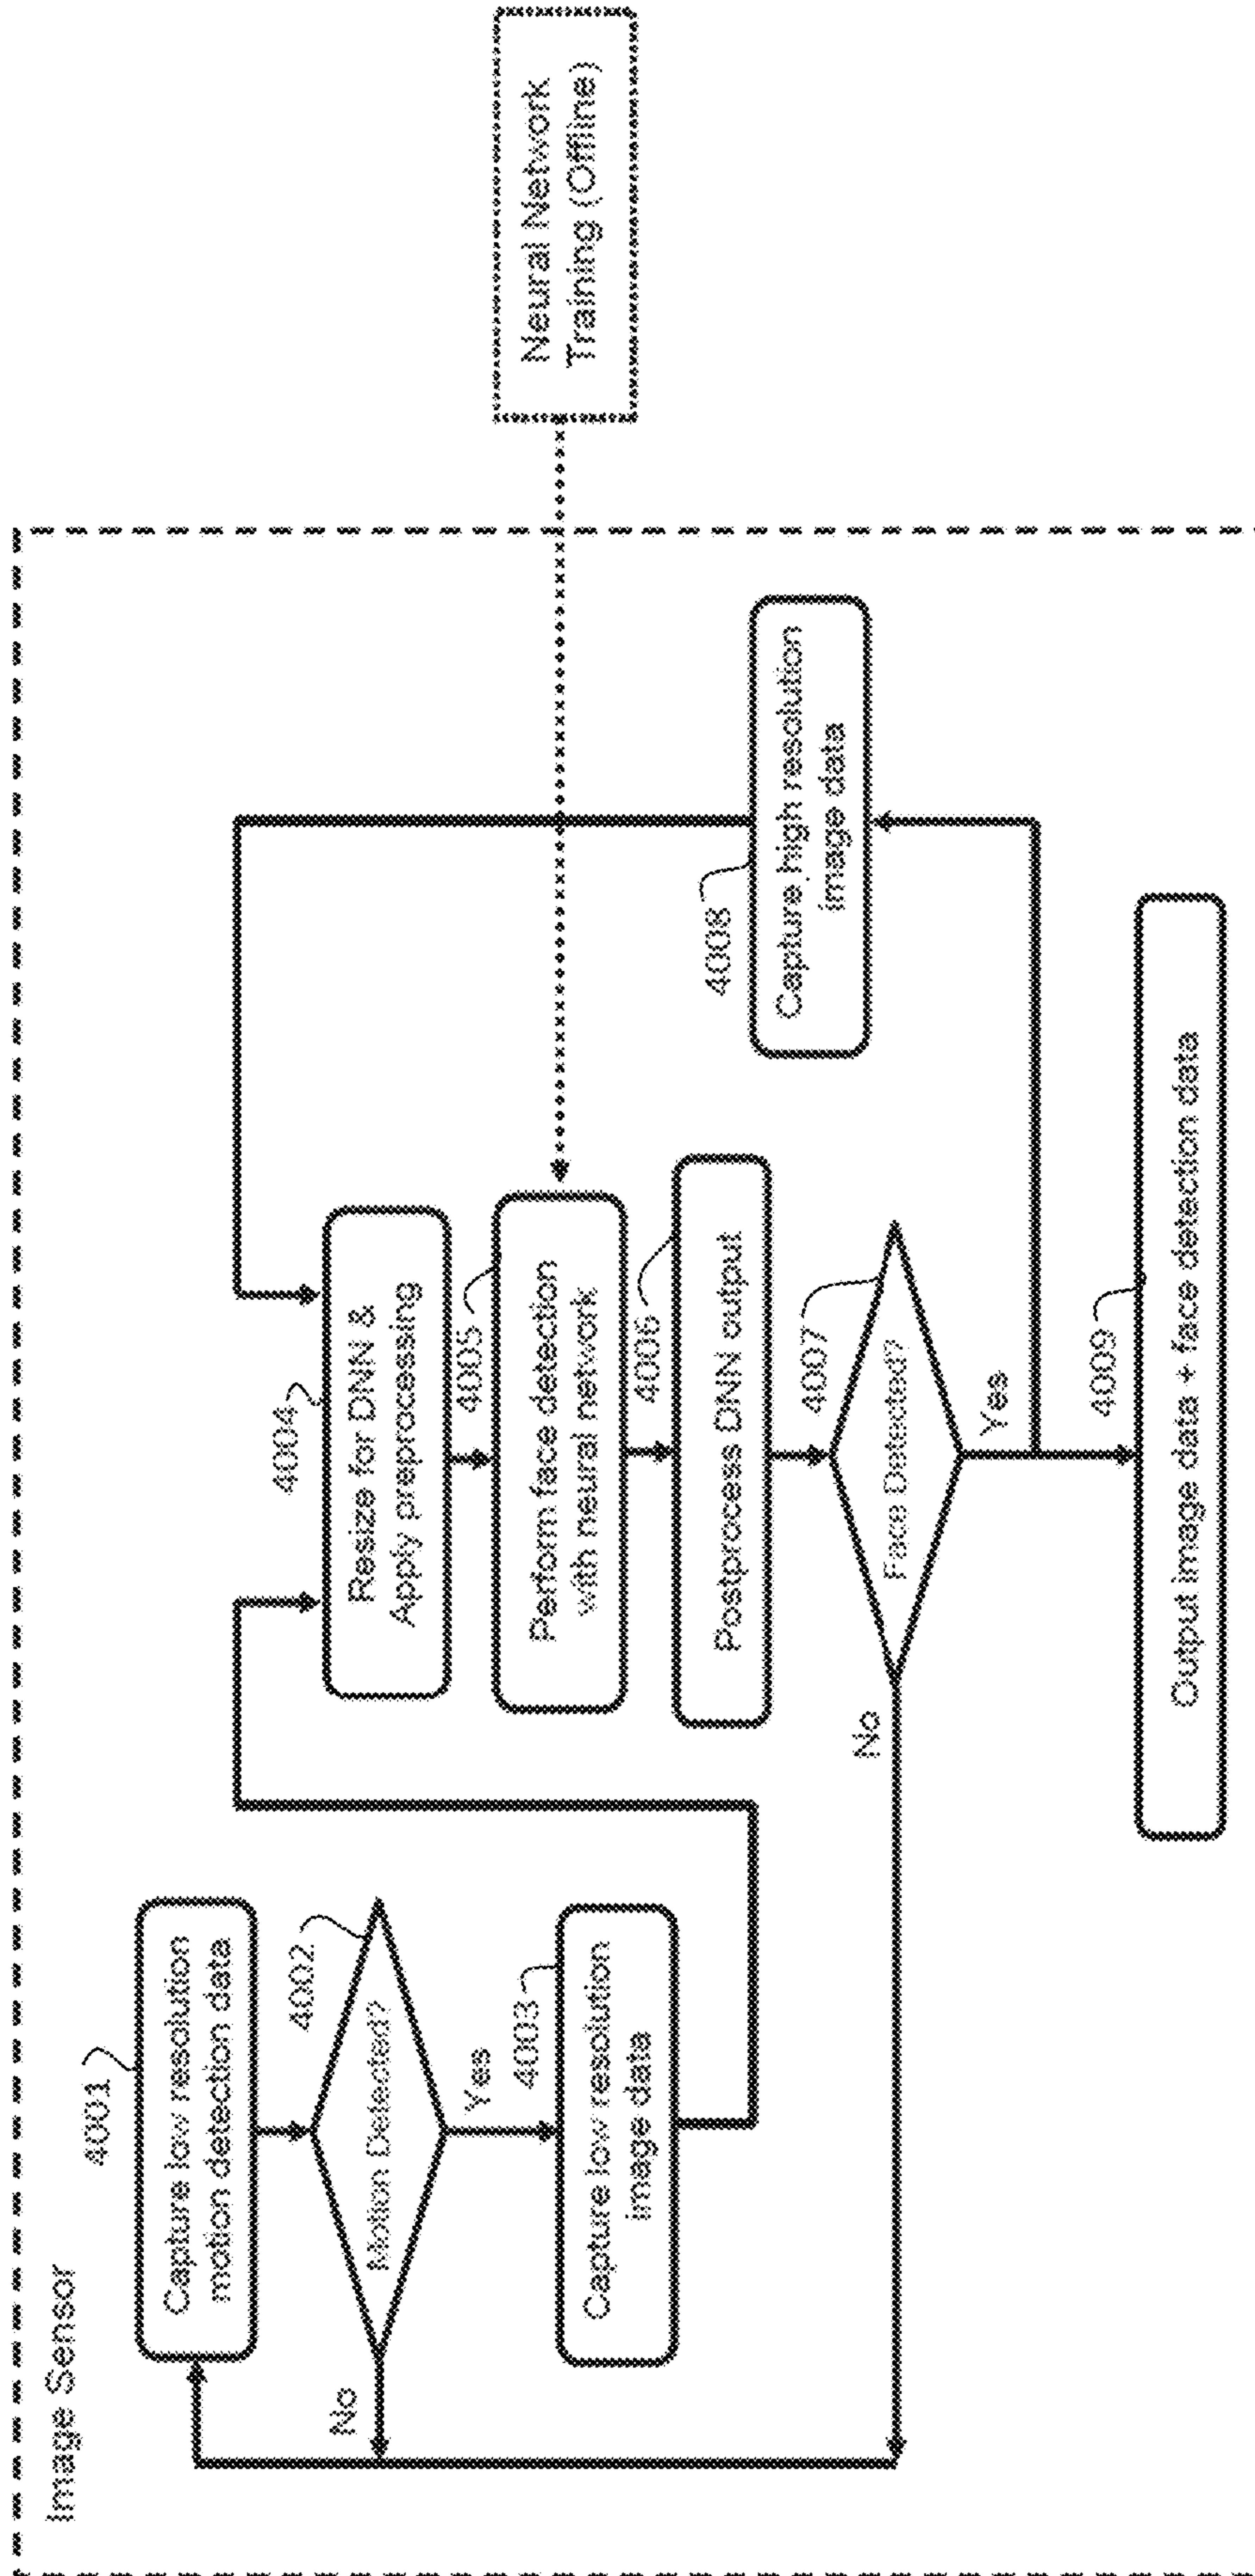 Image Sensor
4001
Capture low resolution
motion detection data
4002
Motion Detected?
No
Yes
4003
Capture low resolution
image data
4004
Resize for DNN &
Apply preprocessing
4005
Perform face detection
with neural network
4006
Postprocess DNN output
4007
Face Detected?
No
Yes
4008
Capture high resolution
image data
4009
Output image data + face detection data
Neural Network
Training (Offline)